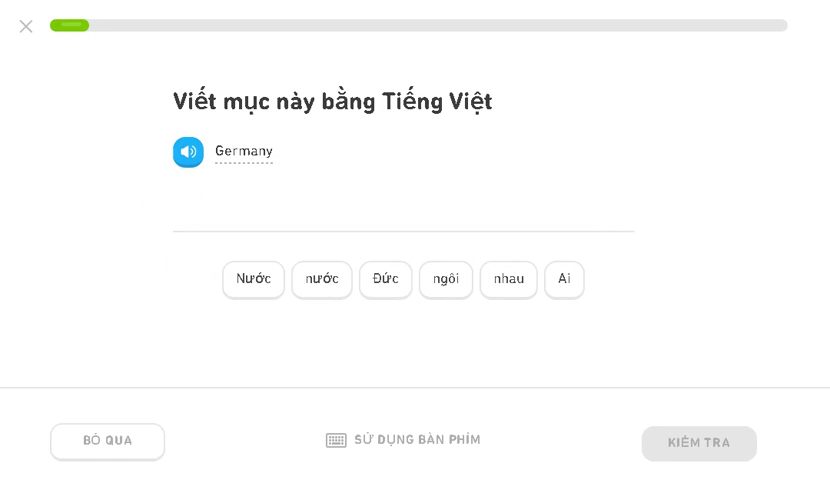 Viết mục này bằng Tiếng Việt
Germany
Nước nước Đức ngôi nhau Ai
BỎ QUA SỬ DỤNG BÀN PHÍM KIỂM TRA